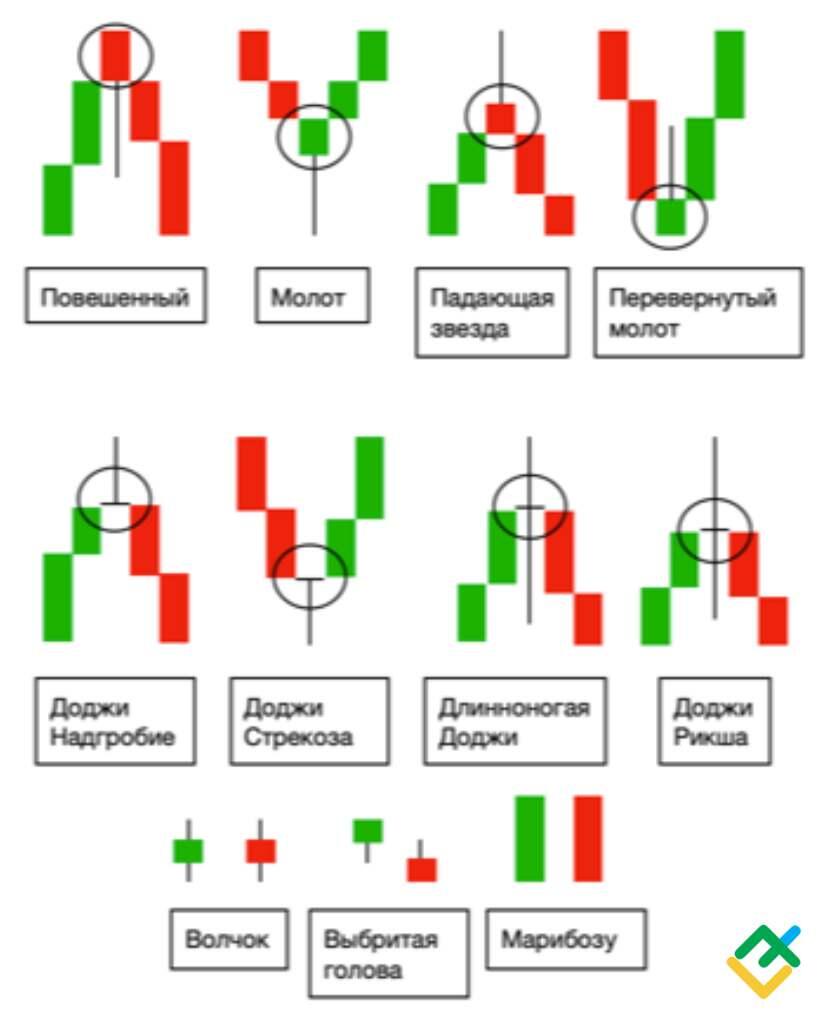 Повешенный
Молот
Падающая
звезда
Перевернутый
молот
Доджи
Надгробие
Доджи
Стрекоза
Длинноногая
Доджи
Доджи
Рикша
Волчок
Выбритая
голова
Марибозу